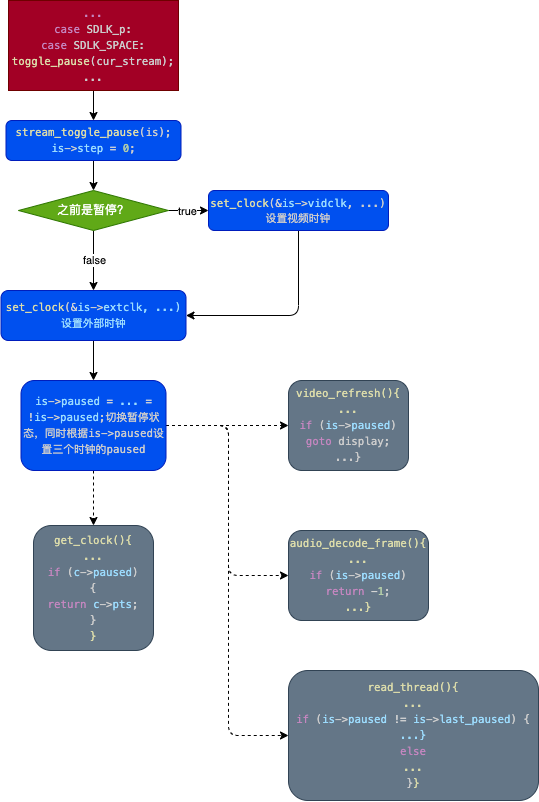 ...
case SDLK_p:
case SDLK_SPACE:
toggle_pause(cur_stream);
...
stream_toggle_pause(is);
is->step = 0;
之前是暂停?
true
set_clock(&is->vidclk, ...)
设置视频时钟
false
set_clock(&is->extclk, ...)
设置外部时钟
is->paused = ... =
!is->paused;切换暂停状
态, 同时根据is->paused设
置三个时钟的paused
video_refresh(){
...
if (is->paused)
goto display;
...}
get_clock(){
...
if (c->paused)
{
return c->pts;
}
}
audio_decode_frame(){
...
if (is->paused)
return -1;
...}
read_thread(){
...
if (is->paused != is->last_paused) {
...}
else
...
}}